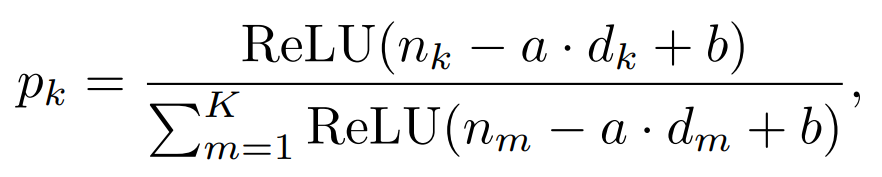 p_k = \frac{\mathrm{ReLU}(n_k - a \cdot d_k + b)}{\sum_{m=1}^{K} \mathrm{ReLU}(n_m - a \cdot d_m + b)},